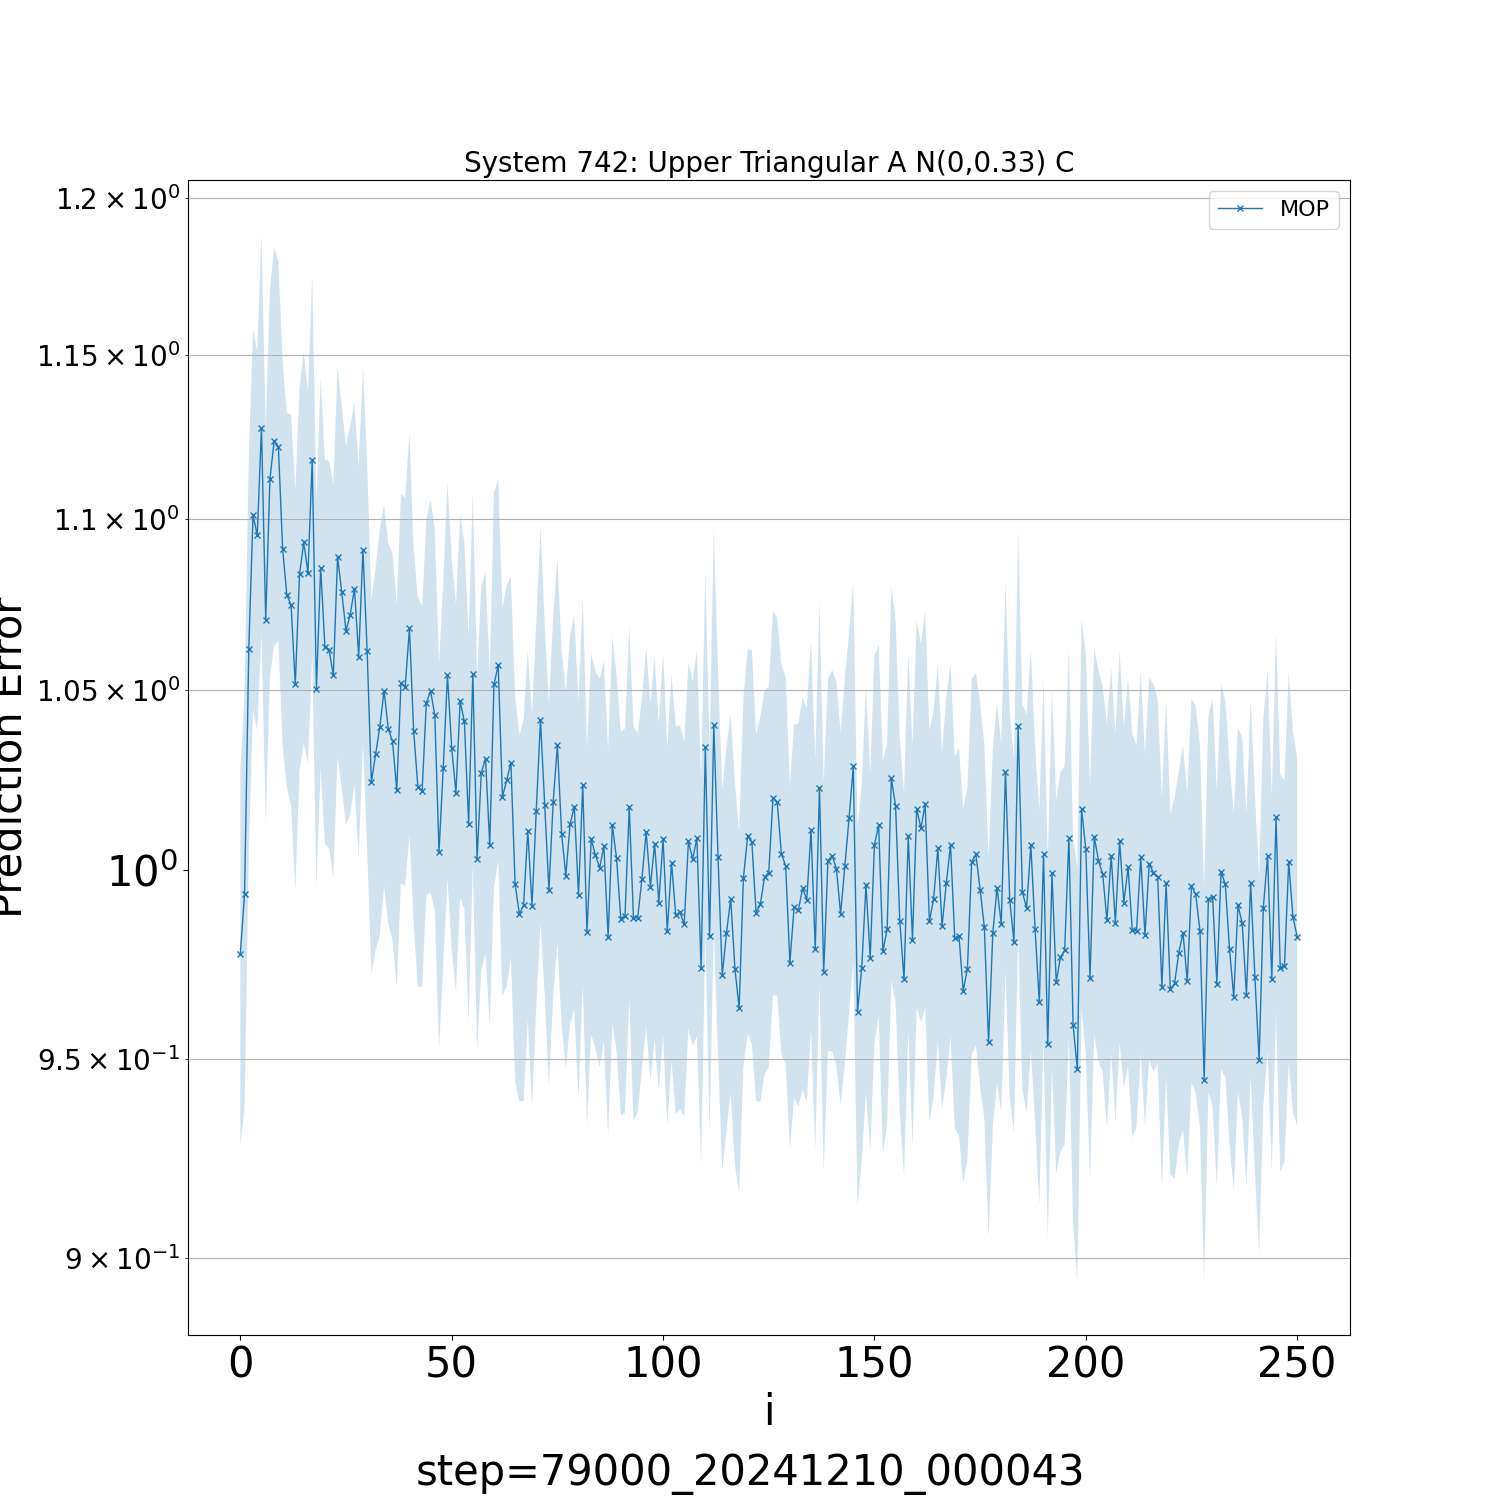 System 742: Upper Triangular A N(0,0.33) C
MOP
1.2 × 10⁰
1.15 × 10⁰
1.1 × 10⁰
1.05 × 10⁰
10⁰
9.5 × 10⁻¹
9 × 10⁻¹
Prediction Error
0 50 100 150 200 250
i
step=79000_20241210_000043